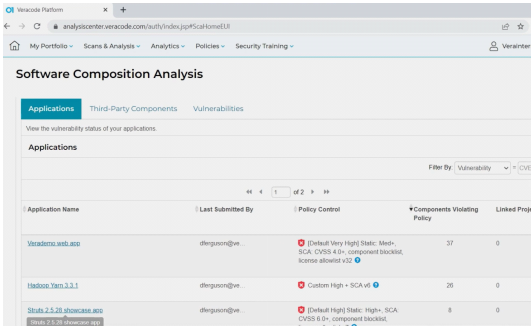 Veracode Platform
analysiscenter.veracode.com/auth/index.jsp#ScaHomeEUI
My Portfolio Scans & Analysis Analytics Policies Security Training
Verainter
Software Composition Analysis
Applications Third-Party Components Vulnerabilities
View the vulnerability status of your applications.
Applications
Filter By: Vulnerability = CVS
1 of 2
Application Name Last Submitted By Policy Control Components Violating Policy Linked Proje
Verademo web app dferguson@ve... [Default Very High] Static: Med+, 37 0
SCA: CVSS 4.0+, component blocklist,
license allowlist v32
Hadoop Yarn 3.3.1 dferguson@ve... Custom High + SCA v6 26 0
Struts 2.5.28 showcase app dferguson@ve... [Default High] Static: High+, SCA: 8 0
Struts 2.5.28 showcase app CVSS 6.0+, component blocklist,